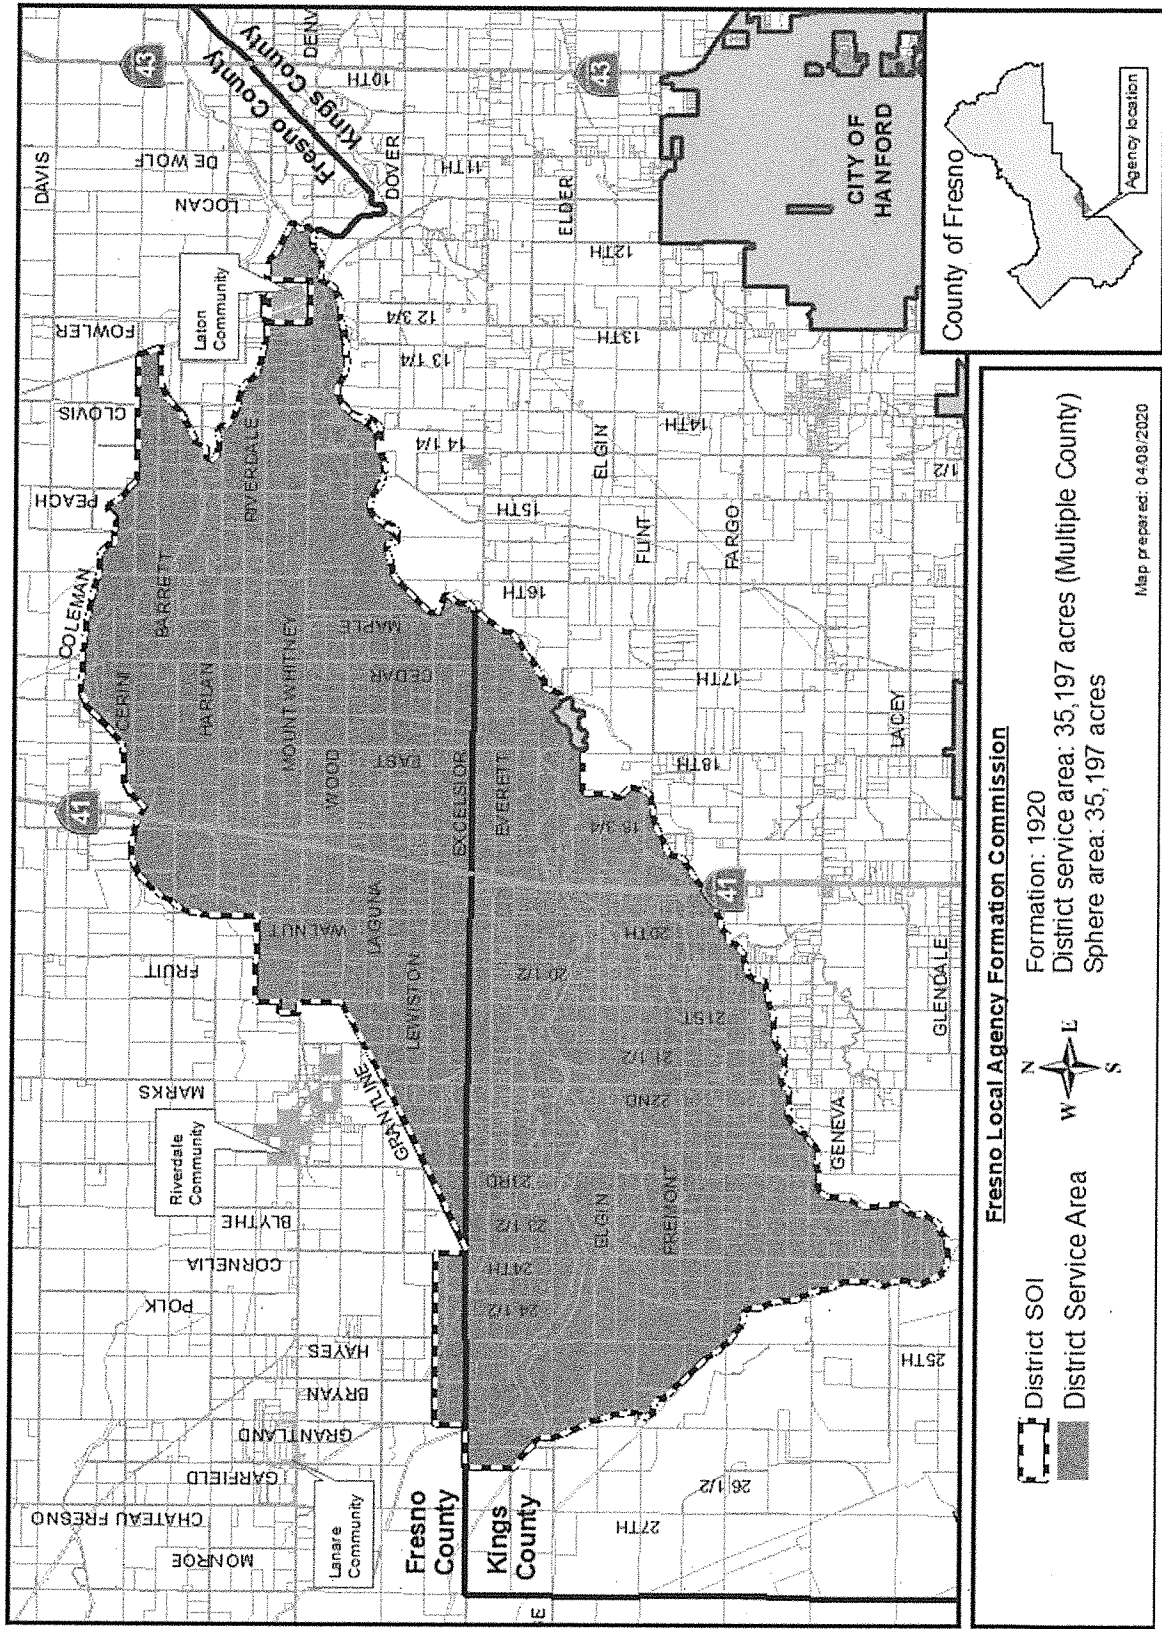 DAVIS
43
DENV
10TH
Fresno County
Kings County
DE WOLF
LOCAN
11TH
DOVER
ELDER
43
12TH
CITY OF
HANFORD
Laton
Community
FOWLER
12 3/4
13 1/4
13TH
CLOVIS
RIVERDALE
14 1/4
ELGIN
14TH
1/2
PEACH
COLEMAN
BARRETT
15TH
FLINT
FARGO
16TH
CERINI
HARLAN
MOUNT WHITNEY
MAPLE
CEDAR
17TH
LACEY
41
WOOD
EAST
EXCELSIOR
EVERETT
18TH
18 3/4
FRUIT
WALNUT
LAGUNA
LEWISTON
20TH
41
20 1/2
21ST
GLENDALE
MARKS
GRANTLINE
21 1/2
22ND
GENEVA
Riverdale
Community
BLYTHE
CORNELIA
POLK
23RD
23 1/2
24TH
24 1/2
ELGIN
FREMONT
HAYES
BRYAN
GRANTLAND
GARFIELD
25TH
CHATEAU FRESNO
MONROE
Lanare
Community
Fresno
County
Kings
County
26 1/2
27TH
County of Fresno
Agency location
Fresno Local Agency Formation Commission
District SOI
District Service Area
N
W
E
S
Formation: 1920
District service area: 35,197 acres (Multiple County)
Sphere area: 35,197 acres
Map prepared: 04/08/2020